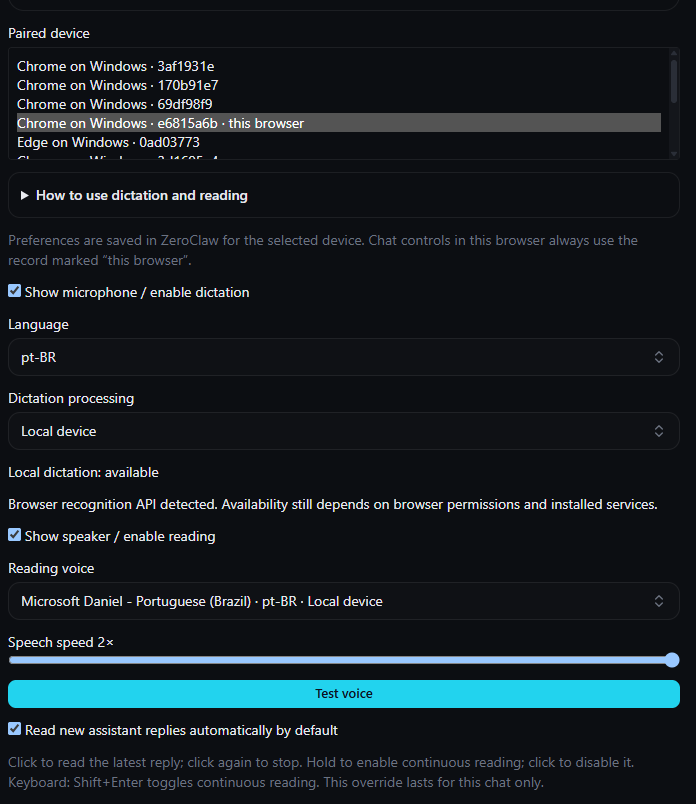 Paired device
Chrome on Windows · 3af1931e
Chrome on Windows · 170b91e7
Chrome on Windows · 69df98f9
Chrome on Windows · e6815a6b · this browser
Edge on Windows · 0ad03773
How to use dictation and reading
Preferences are saved in ZeroClaw for the selected device. Chat controls in this browser always use the
record marked “this browser”.
Show microphone / enable dictation
Language
pt-BR
Dictation processing
Local device
Local dictation: available
Browser recognition API detected. Availability still depends on browser permissions and installed services.
Show speaker / enable reading
Reading voice
Microsoft Daniel - Portuguese (Brazil) · pt-BR · Local device
Speech speed 2×
Test voice
Read new assistant replies automatically by default
Click to read the latest reply; click again to stop. Hold to enable continuous reading; click to disable it.
Keyboard: Shift+Enter toggles continuous reading. This override lasts for this chat only.